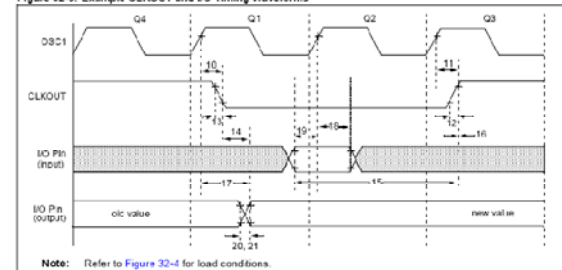 Figure 32-6: Example CLKOUT and I/O Timing Waveforms
Q4 Q1 Q2 Q3
OSC1
10 11
CLKOUT
13 12
14 19 18 16
I/O Pin
(input)
17 15
I/O Pin
(output)
old value new value
20, 21
Note: Refer to Figure 32-4 for load conditions.